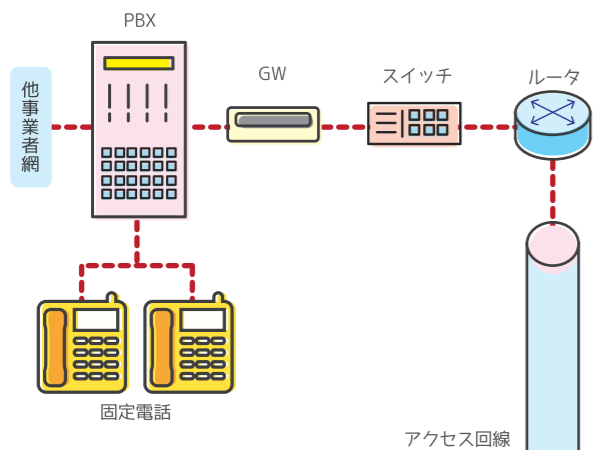 PBX
GW
スイッチ
ルータ
他事業者網
固定電話
アクセス回線